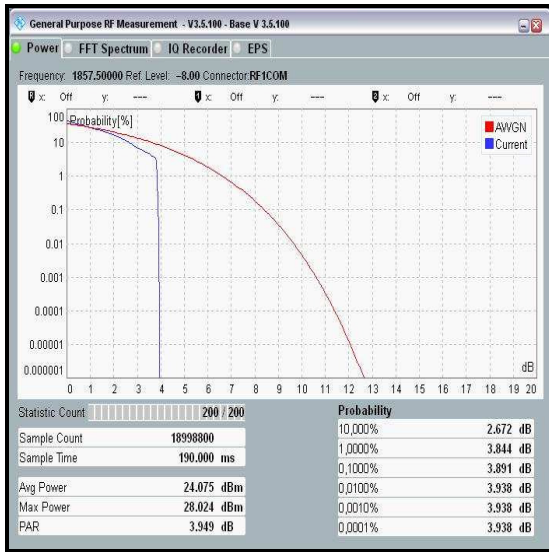 General Purpose RF Measurement - V3.5.100 - Base V 3.5.100
Power FFT Spectrum IQ Recorder EPS
Frequency: 1857.50000 Ref. Level: -8.00 Connector:RF1COM
x: Off y: --- 1 x: Off y: --- 2 x: Off y: ---
Probability[%]
AWGN
Current
100
10
1
0.1
0.01
0.001
0.0001
0.00001
0.000001
dB
0 1 2 3 4 5 6 7 8 9 10 11 12 13 14 15 16 17 18 19 20
Statistic Count 200 / 200
Sample Count 18998800
Sample Time 190.000 ms
Avg Power 24.075 dBm
Max Power 28.024 dBm
PAR 3.949 dB
Probability
10,000% 2.672 dB
1,0000% 3.844 dB
0,1000% 3.891 dB
0,0100% 3.938 dB
0,0010% 3.938 dB
0,0001% 3.938 dB